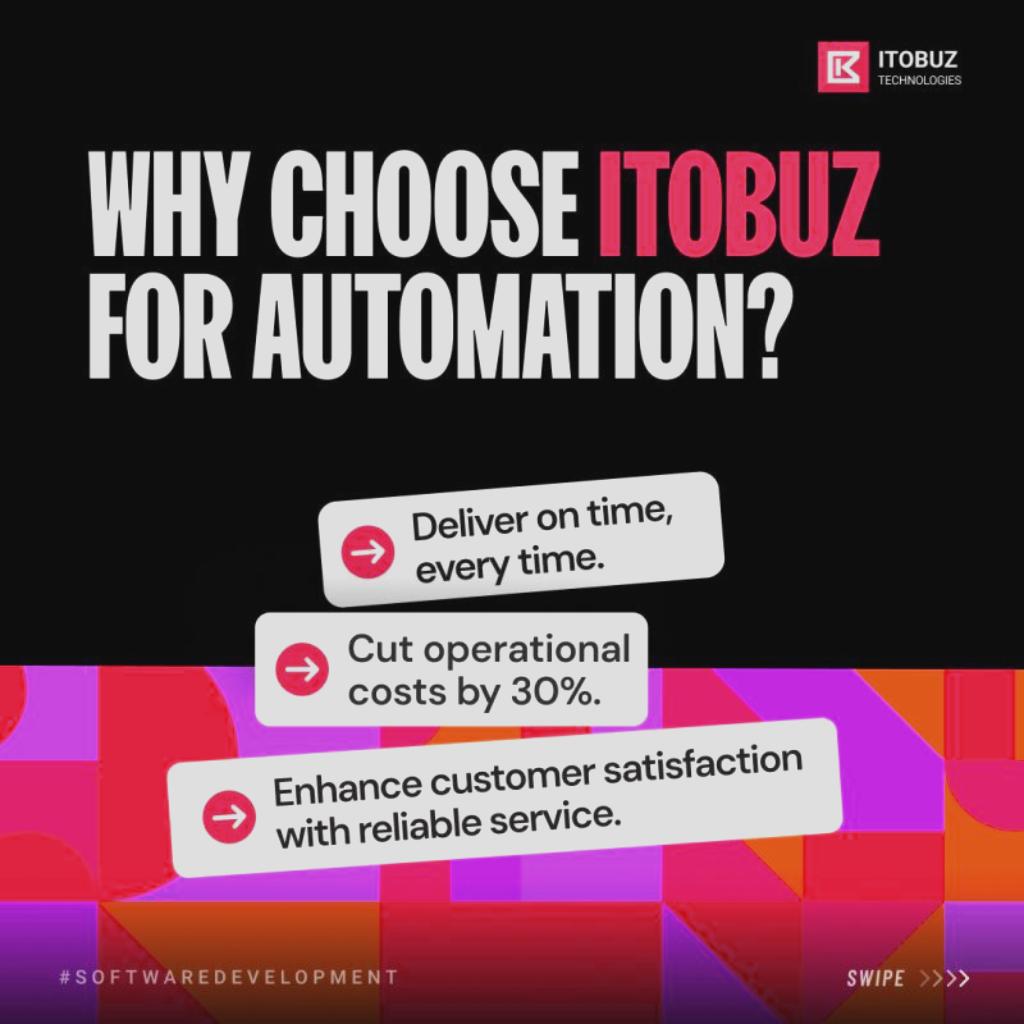 ITOBUZ
TECHNOLOGIES
WHY CHOOSE ITOBUZ
FOR AUTOMATION?
Deliver on time,
every time.
Cut operational
costs by 30%.
Enhance customer satisfaction
with reliable service.
#SOFTWAREDEVELOPMENT
SWIPE >>>>